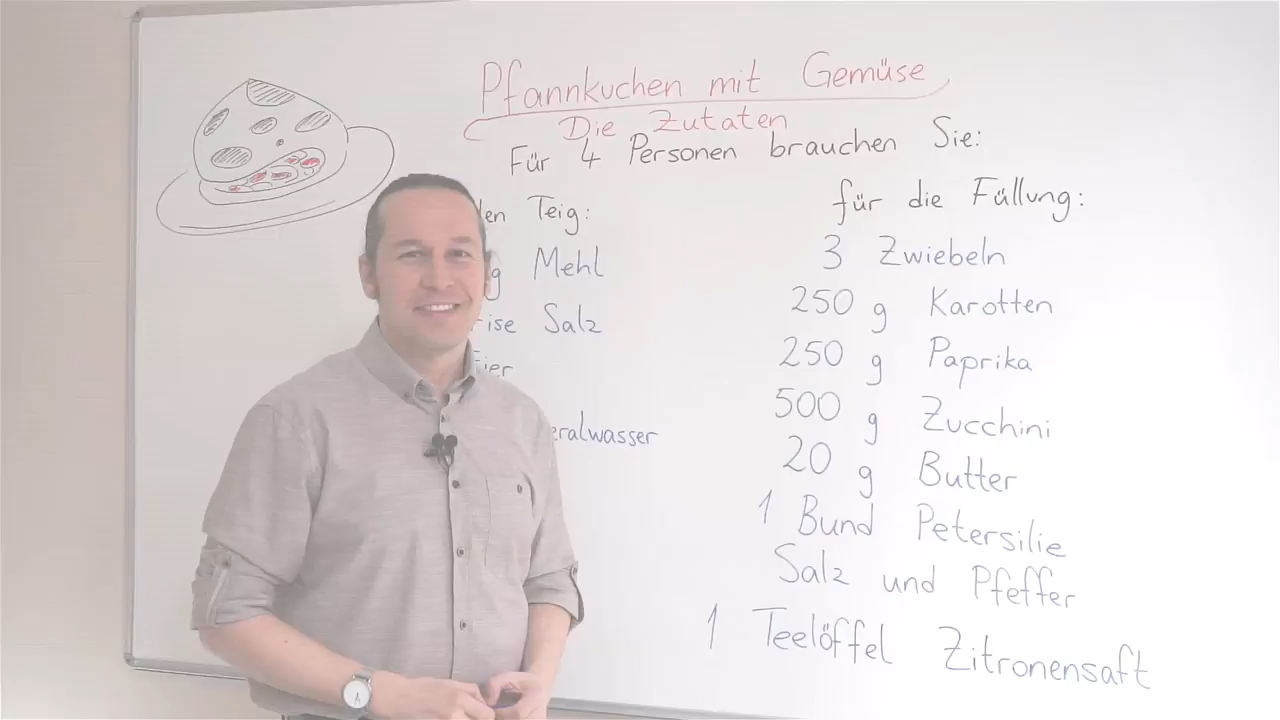 Pfannkuchen mit Gemüse
Die Zutaten
Für 4 Personen brauchen Sie:
Teig:
Mehl
Salz
für die Füllung:
3 Zwiebeln
250 g Karotten
250 g Paprika
500 g Zucchini
20 g Butter
1 Bund Petersilie
Salz und Pfeffer
1 Teelöffel Zitronensaft